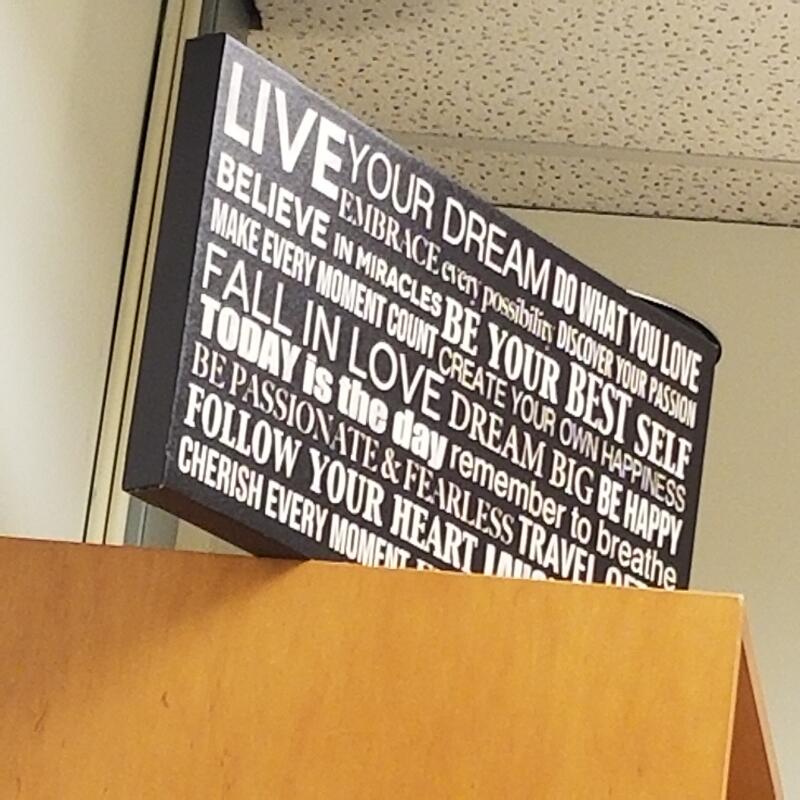 LIVE YOUR DREAM DO WHAT YOU LOVE
EMBRACE every possibility DISCOVER YOUR PASSION
BELIEVE IN MIRACLES BE YOUR BEST SELF
MAKE EVERY MOMENT COUNT CREATE YOUR OWN HAPPINESS
FALL IN LOVE DREAM BIG BE HAPPY
TODAY is the day remember to breathe
BE PASSIONATE & FEARLESS TRAVEL
FOLLOW YOUR HEART
CHERISH EVERY MOMENT